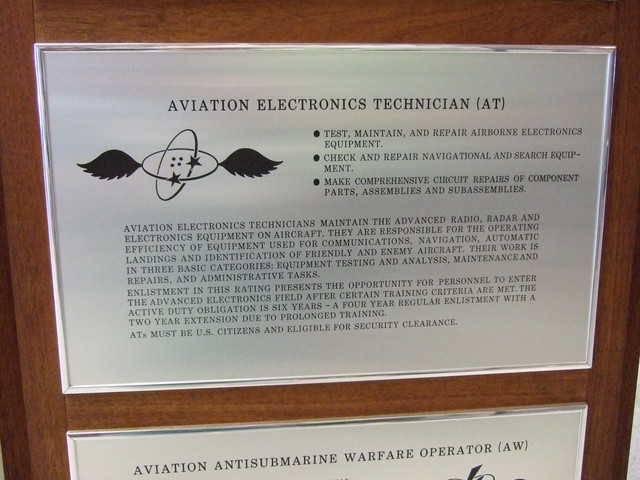 AVIATION ELECTRONICS TECHNICIAN (AT)
● TEST, MAINTAIN, AND REPAIR AIRBORNE ELECTRONICS
EQUIPMENT.
● CHECK AND REPAIR NAVIGATIONAL AND SEARCH EQUIP-
MENT.
● MAKE COMPREHENSIVE CIRCUIT REPAIRS OF COMPONENT
PARTS, ASSEMBLIES AND SUBASSEMBLIES.
AVIATION ELECTRONICS TECHNICIANS MAINTAIN THE ADVANCED RADIO, RADAR AND
ELECTRONICS EQUIPMENT ON AIRCRAFT. THEY ARE RESPONSIBLE FOR THE OPERATING
EFFICIENCY OF EQUIPMENT USED FOR COMMUNICATIONS, NAVIGATION, AUTOMATIC
LANDINGS AND IDENTIFICATION OF FRIENDLY AND ENEMY AIRCRAFT. THEIR WORK IS
IN THREE BASIC CATEGORIES: EQUIPMENT TESTING AND ANALYSIS, MAINTENANCE AND
REPAIRS, AND ADMINISTRATIVE TASKS.
ENLISTMENT IN THIS RATING PRESENTS THE OPPORTUNITY FOR PERSONNEL TO ENTER
THE ADVANCED ELECTRONICS FIELD AFTER CERTAIN TRAINING CRITERIA ARE MET. THE
ACTIVE DUTY OBLIGATION IS SIX YEARS - A FOUR YEAR REGULAR ENLISTMENT WITH A
TWO YEAR EXTENSION DUE TO PROLONGED TRAINING.
ATs MUST BE U.S. CITIZENS AND ELIGIBLE FOR SECURITY CLEARANCE.
AVIATION ANTISUBMARINE WARFARE OPERATOR (AW)